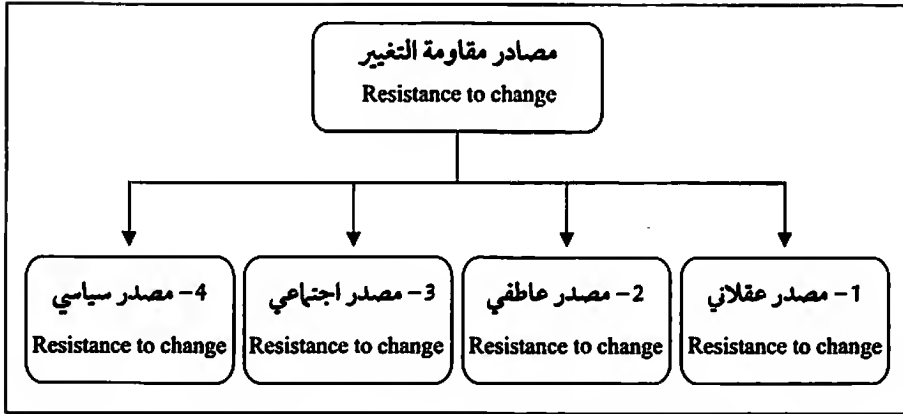 مصادر مقاومة التغيير
Resistance to change
1- مصدر عقلاني
Resistance to change
2- مصدر عاطفي
Resistance to change
3- مصدر اجتماعي
Resistance to change
4- مصدر سياسي
Resistance to change